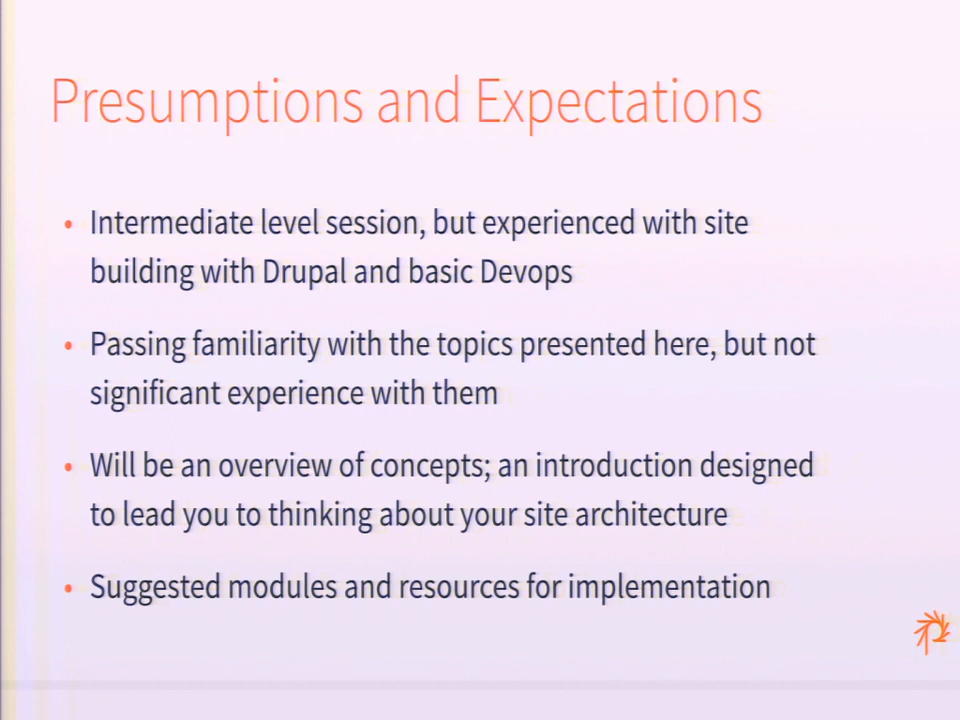 Presumptions and Expectations
• Intermediate level session, but experienced with site
building with Drupal and basic Devops
• Passing familiarity with the topics presented here, but not
significant experience with them
• Will be an overview of concepts; an introduction designed
to lead you to thinking about your site architecture
• Suggested modules and resources for implementation